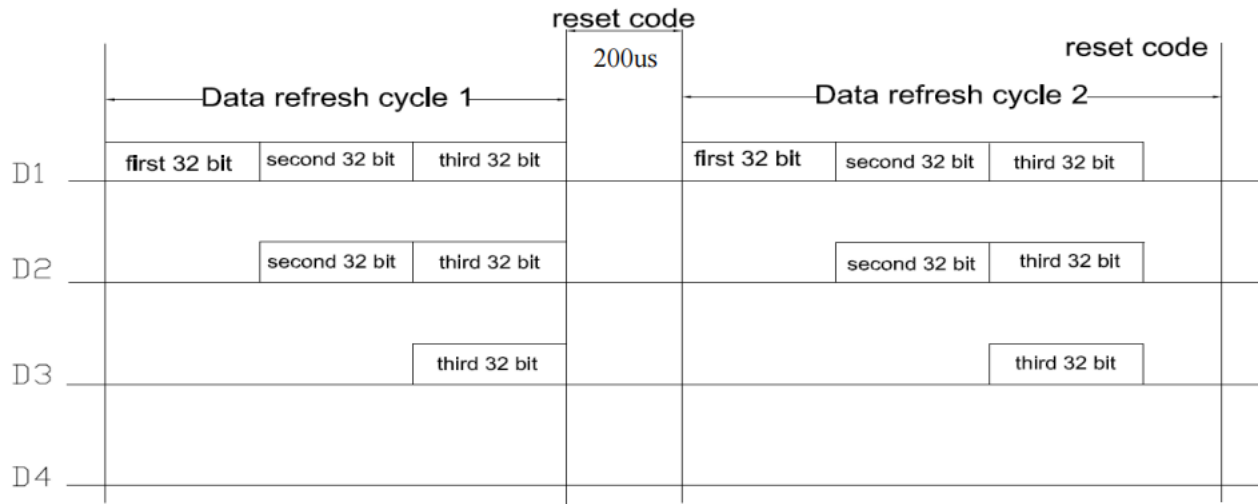 reset code
200us
reset code
Data refresh cycle 1
Data refresh cycle 2
D1 first 32 bit second 32 bit third 32 bit first 32 bit second 32 bit third 32 bit
D2 second 32 bit third 32 bit second 32 bit third 32 bit
D3 third 32 bit third 32 bit
D4